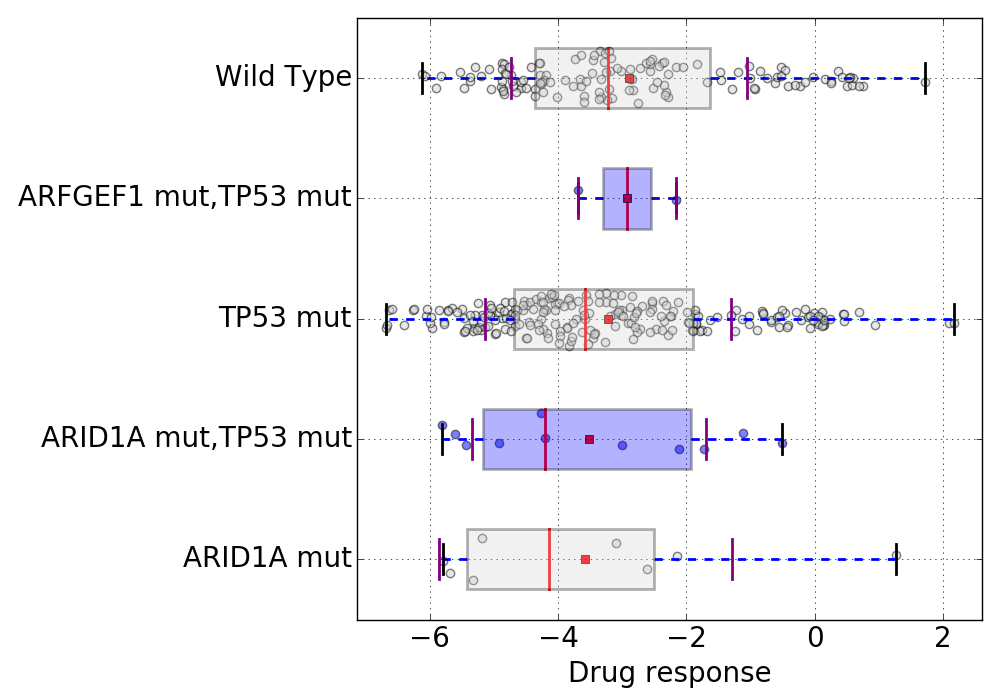 Wild Type
ARFGEF1 mut,TP53 mut
TP53 mut
ARID1A mut,TP53 mut
ARID1A mut
−6 −4 −2 0 2
Drug response